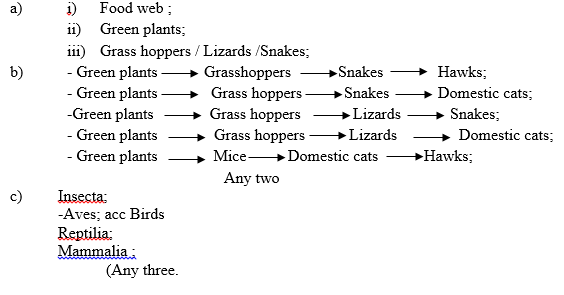 a) i) Food web ;
ii) Green plants;
iii) Grass hoppers / Lizards /Snakes;
b) - Green plants → Grasshoppers → Snakes → Hawks;
- Green plants → Grass hoppers → Snakes → Domestic cats;
-Green plants → Grass hoppers → Lizards → Snakes;
- Green plants → Grass hoppers → Lizards → Domestic cats;
- Green plants → Mice → Domestic cats → Hawks;
Any two
c) Insecta;
-Aves; acc Birds
Reptilia;
Mammalia ;
(Any three.